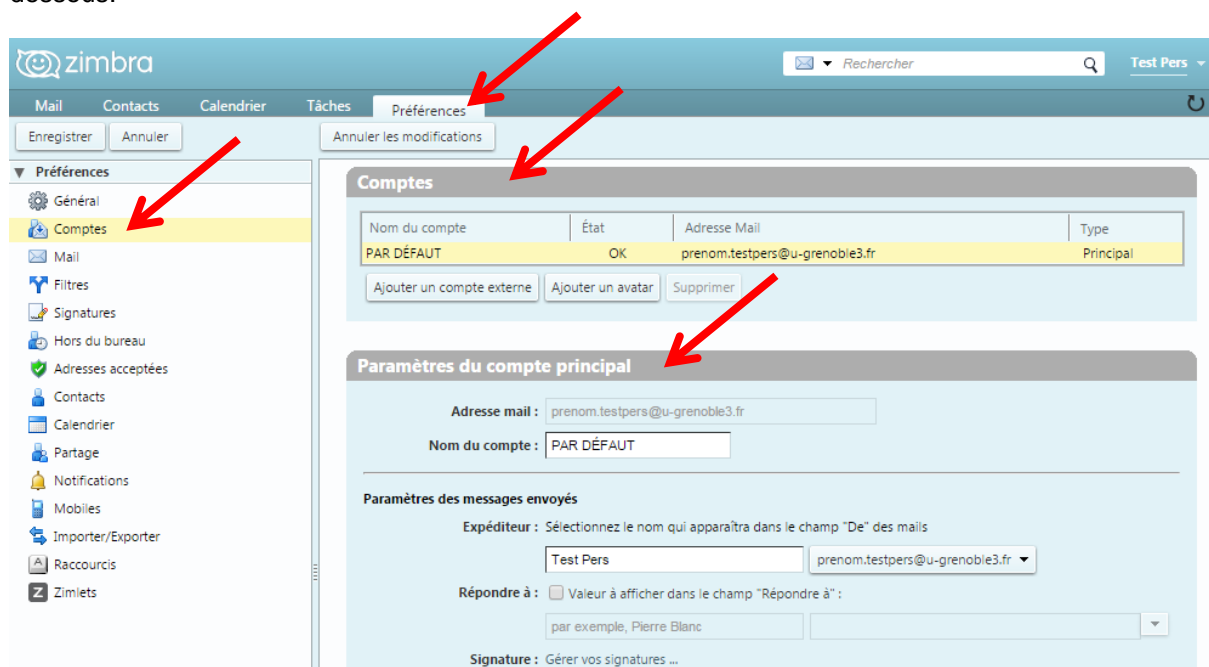 zimbra
Rechercher
Test Pers
Mail Contacts Calendrier Tâches Préférences
Enregistrer Annuler Annuler les modifications
Préférences
Général
Comptes
Mail
Filtres
Signatures
Hors du bureau
Adresses acceptées
Contacts
Calendrier
Partage
Notifications
Mobiles
Importer/Exporter
A Raccourcis
Z Zimlets
Comptes
Nom du compte État Adresse Mail Type
PAR DÉFAUT OK prenom.testpers@u-grenoble3.fr Principal
Ajouter un compte externe Ajouter un avatar Supprimer
Paramètres du compte principal
Adresse mail : prenom.testpers@u-grenoble3.fr
Nom du compte : PAR DÉFAUT
Paramètres des messages envoyés
Expéditeur : Sélectionnez le nom qui apparaîtra dans le champ "De" des mails
Test Pers prenom.testpers@u-grenoble3.fr
Répondre à : Valeur à afficher dans le champ "Répondre à" :
par exemple, Pierre Blanc
Signature : Gérer vos signatures ...